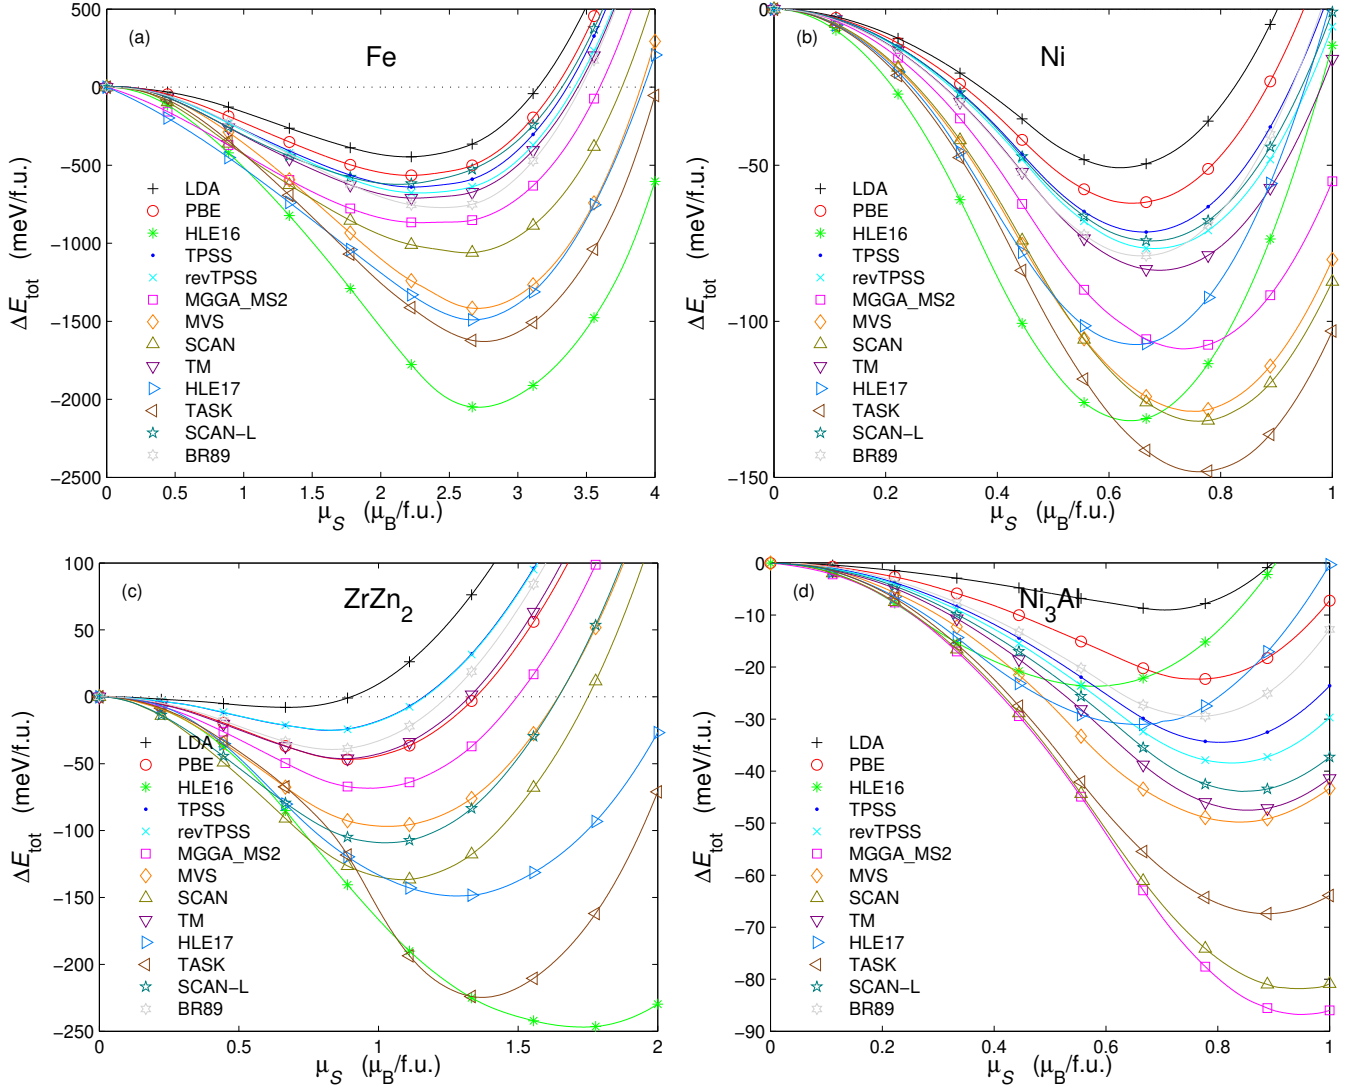 (a)
Fe
500
0
−500
−1000
−1500
−2000
−2500
0
0.5
1
1.5
2
2.5
3
3.5
4
ΔE_tot (meV/f.u.)
μ_S (μ_B/f.u.)
LDA
PBE
HLE16
TPSS
revTPSS
MGGA_MS2
MVS
SCAN
TM
HLE17
TASK
SCAN−L
BR89
(b)
Ni
0
−50
−100
−150
0
0.2
0.4
0.6
0.8
1
ΔE_tot (meV/f.u.)
μ_S (μ_B/f.u.)
LDA
PBE
HLE16
TPSS
revTPSS
MGGA_MS2
MVS
SCAN
TM
HLE17
TASK
SCAN−L
BR89
(c)
ZrZn₂
100
50
0
−50
−100
−150
−200
−250
0
0.5
1
1.5
2
ΔE_tot (meV/f.u.)
μ_S (μ_B/f.u.)
LDA
PBE
HLE16
TPSS
revTPSS
MGGA_MS2
MVS
SCAN
TM
HLE17
TASK
SCAN−L
BR89
(d)
Ni₃Al
0
−10
−20
−30
−40
−50
−60
−70
−80
−90
0
0.2
0.4
0.6
0.8
1
ΔE_tot (meV/f.u.)
μ_S (μ_B/f.u.)
LDA
PBE
HLE16
TPSS
revTPSS
MGGA_MS2
MVS
SCAN
TM
HLE17
TASK
SCAN−L
BR89